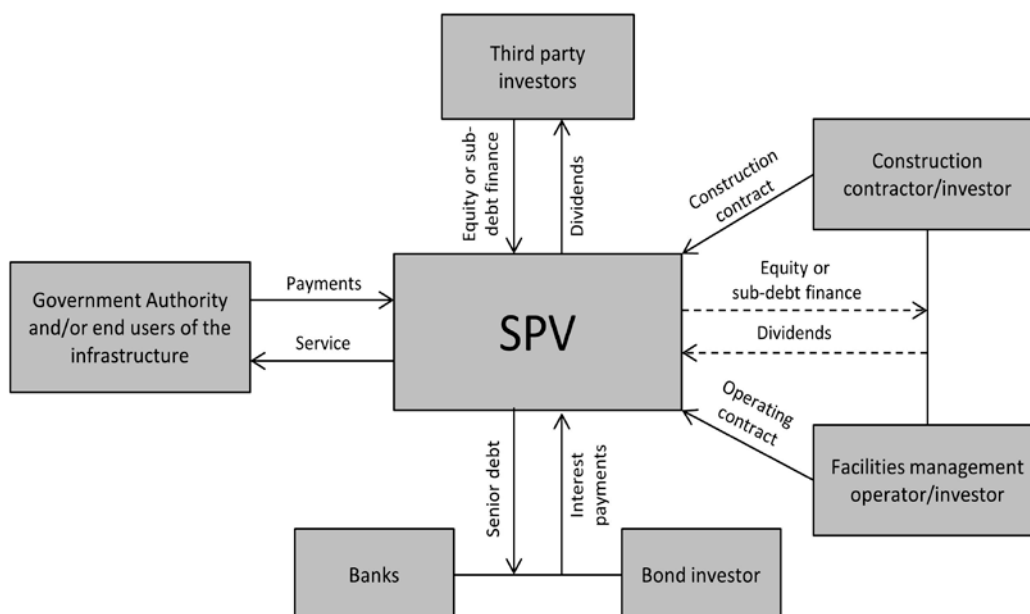 Third party
investors
Equity or sub-
debt finance
Dividends
Construction
contract
Construction
contractor/investor
Government Authority
and/or end users of the
infrastructure
Payments
Service
SPV
Equity or
sub-debt finance
Dividends
Operating
contract
Facilities management
operator/investor
Senior debt
Interest
payments
Banks
Bond investor